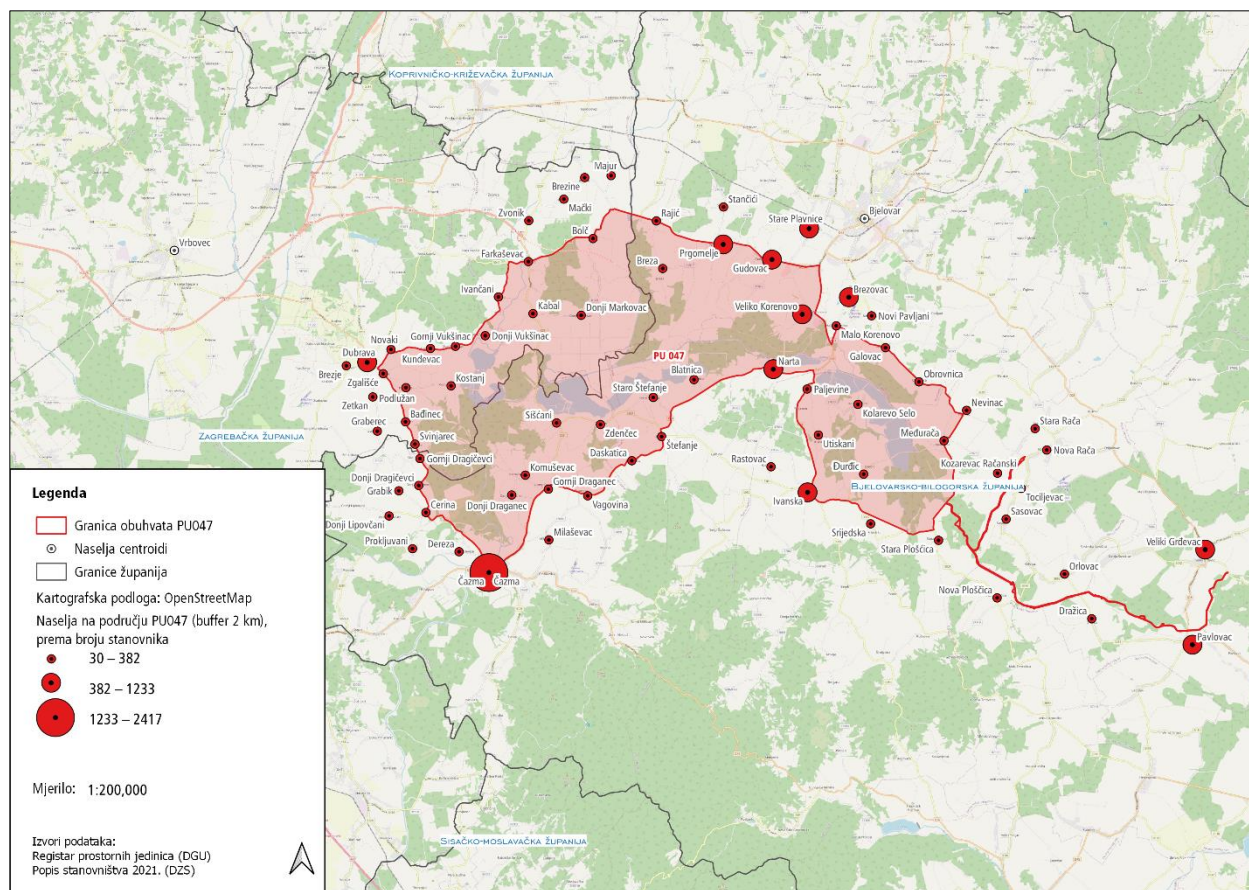 KOPRIVNIČKO-KRIŽEVAČKA ŽUPANIJA
Majur
Brezine
Mački
Zvonik
Stančići
Rajić
Bjelovar
Stare Plavnice
Vrbovec
Bolč
Farkaševac
Prgomelje
Breza
Gudovac
Ivančani
Brezovac
Kabal
Donji Markovac
Veliko Korenovo
Novi Pavljani
Malo Korenovo
Novaki
Gornji Vukšinac
Donji Vukšinac
Dubrava
Kundevac
PU 047
Galovac
Brezje
Zgališće
Kostanj
Blatnica
Narta
Obrovnica
Zetkan
Podlužan
Staro Štefanje
Paljevine
Kolarevo Selo
Nevinac
Graberec
Bađinec
Sišćani
Zdenčec
Stara Rača
ZAGREBAČKA ŽUPANIJA
Svinjarec
Štefanje
Utiskani
Međurača
Nova Rača
Gornji Dragičevci
Daskatica
Rastovac
Đurđic
Kozarevac Račanski
Komuševac
Donji Dragičevci
Gornji Draganec
BJELOVARSKO-BILOGORSKA ŽUPANIJA
Grabik
Donji Draganec
Vagovina
Ivanska
Tociljevac
Cerina
Sasovac
Donji Lipovčani
Srijedska
Prokljuvani
Dereza
Milaševac
Stara Ploščica
Veliki Grđevac
Čazma
Čazma
Orlovac
Nova Ploščica
Dražica
Pavlovac
SISAČKO-MOSLAVAČKA ŽUPANIJA
Legenda
Granica obuhvata PU047
Naselja centroidi
Granice županija
Kartografska podloga: OpenStreetMap
Naselja na području PU047 (buffer 2 km),
prema broju stanovnika
30 – 382
382 – 1233
1233 – 2417
Mjerilo: 1:200,000
Izvori podataka:
Registar prostornih jedinica (DGU)
Popis stanovništva 2021. (DZS)